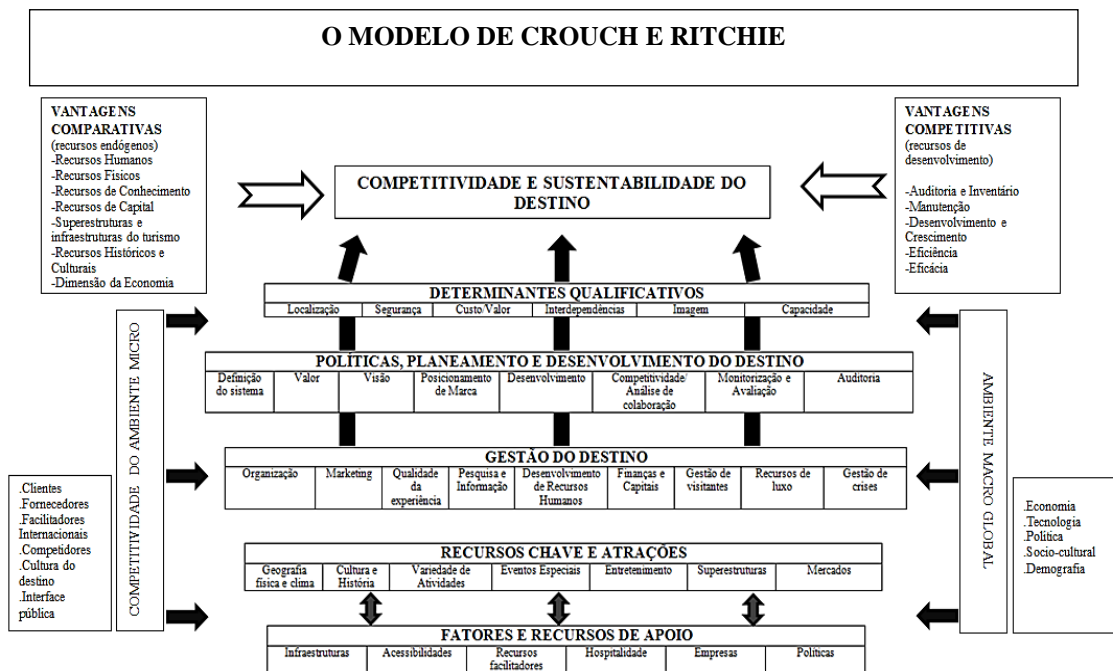 O MODELO DE CROUCH E RITCHIE
VANTAGENS
COMPARATIVAS
(recursos endógenos)
-Recursos Humanos
-Recursos Físicos
-Recursos de Conhecimento
-Recursos de Capital
-Superestruturas e
infraestruturas do turismo
-Recursos Históricos e
Culturais
-Dimensão da Economia
COMPETITIVIDADE E SUSTENTABILIDADE DO
DESTINO
VANTAGENS
COMPETITIVAS
(recursos de
desenvolvimento)
-Auditoria e Inventário
-Manutenção
-Desenvolvimento e
Crescimento
-Eficiência
-Eficácia
DETERMINANTES QUALIFICATIVOS
Localização Segurança Custo/Valor Interdependências Imagem Capacidade
POLÍTICAS, PLANEAMENTO E DESENVOLVIMENTO DO DESTINO
Definição do sistema
Valor
Visão
Posicionamento de Marca
Desenvolvimento
Competitividade/ Análise de colaboração
Monitorização e Avaliação
Auditoria
GESTÃO DO DESTINO
Organização
Marketing
Qualidade da experiência
Pesquisa e Informação
Desenvolvimento de Recursos Humanos
Finanças e Capitais
Gestão de visitantes
Recursos de luxo
Gestão de crises
RECURSOS CHAVE E ATRAÇÕES
Geografia física e clima
Cultura e História
Variedade de Atividades
Eventos Especiais
Entretenimento
Superestruturas
Mercados
FATORES E RECURSOS DE APOIO
Infraestruturas
Acessibilidades
Recursos facilitadores
Hospitalidade
Empresas
Políticas
COMPETITIVIDADE DO AMBIENTE MICRO
.Clientes
.Fornecedores
.Facilitadores
Internacionais
.Competidores
.Cultura do
destino
.Interface
pública
AMBIENTE MACRO GLOBAL
.Economia
.Tecnologia
.Política
.Socio-cultural
.Demografia